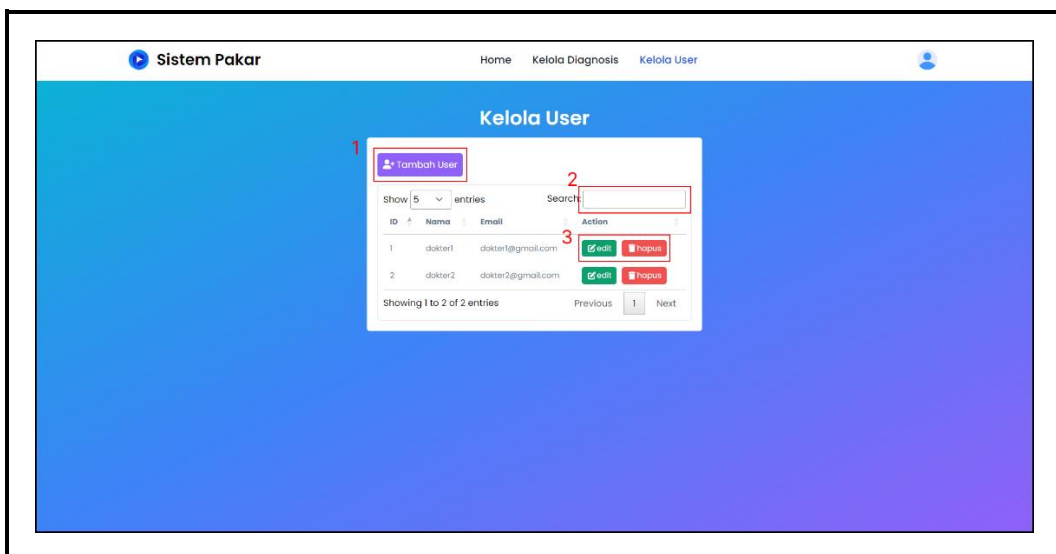 Sistem Pakar Home Kelola Diagnosis Kelola User
Kelola User
1
Tambah User
2
Show 5 entries Search:
ID Nama Email Action
3
1 dokter1 dokter1@gmail.com edit hapus
2 dokter2 dokter2@gmail.com edit hapus
Showing 1 to 2 of 2 entries Previous 1 Next